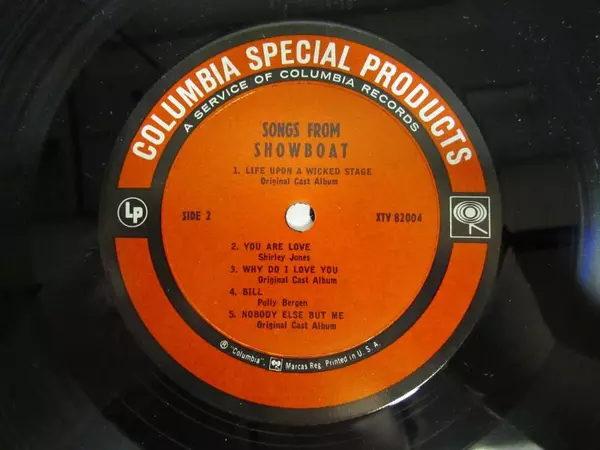 COLUMBIA SPECIAL PRODUCTS
A SERVICE OF COLUMBIA RECORDS
SONGS FROM
SHOWBOAT
1. LIFE UPON A WICKED STAGE
Original Cast Album
Lp
SIDE 2
XTV 82004
2. YOU ARE LOVE
Shirley Jones
3. WHY DO I LOVE YOU
Original Cast Album
4. BILL
Polly Bergen
5. NOBODY ELSE BUT ME
Original Cast Album
® "Columbia", Marcas Reg. Printed in U. S. A.